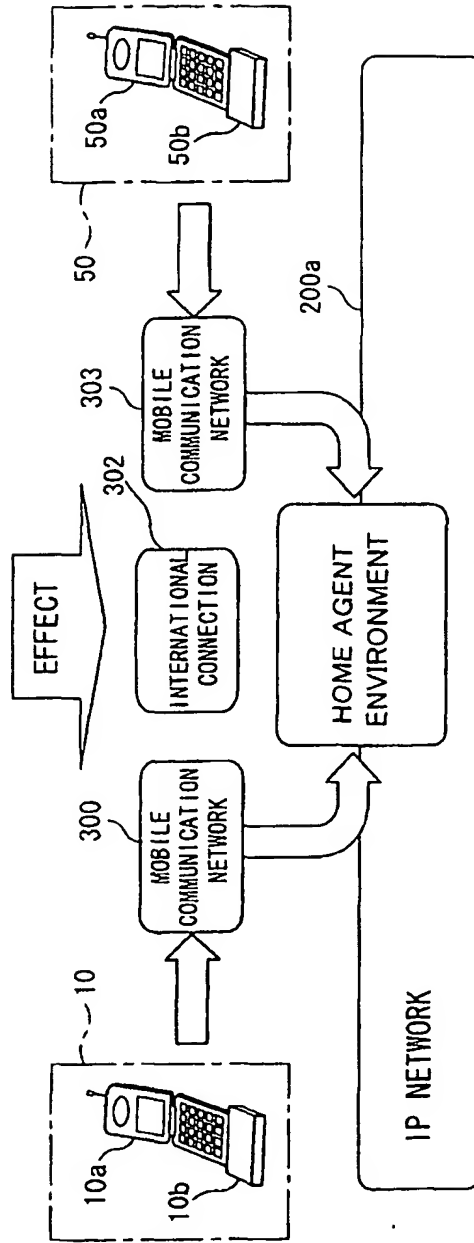 EFFECT
10
10a
10b
300
MOBILE
COMMUNICATION
NETWORK
302
INTERNATIONAL
CONNECTION
303
MOBILE
COMMUNICATION
NETWORK
50
50a
50b
IP NETWORK
HOME AGENT
ENVIRONMENT
200a